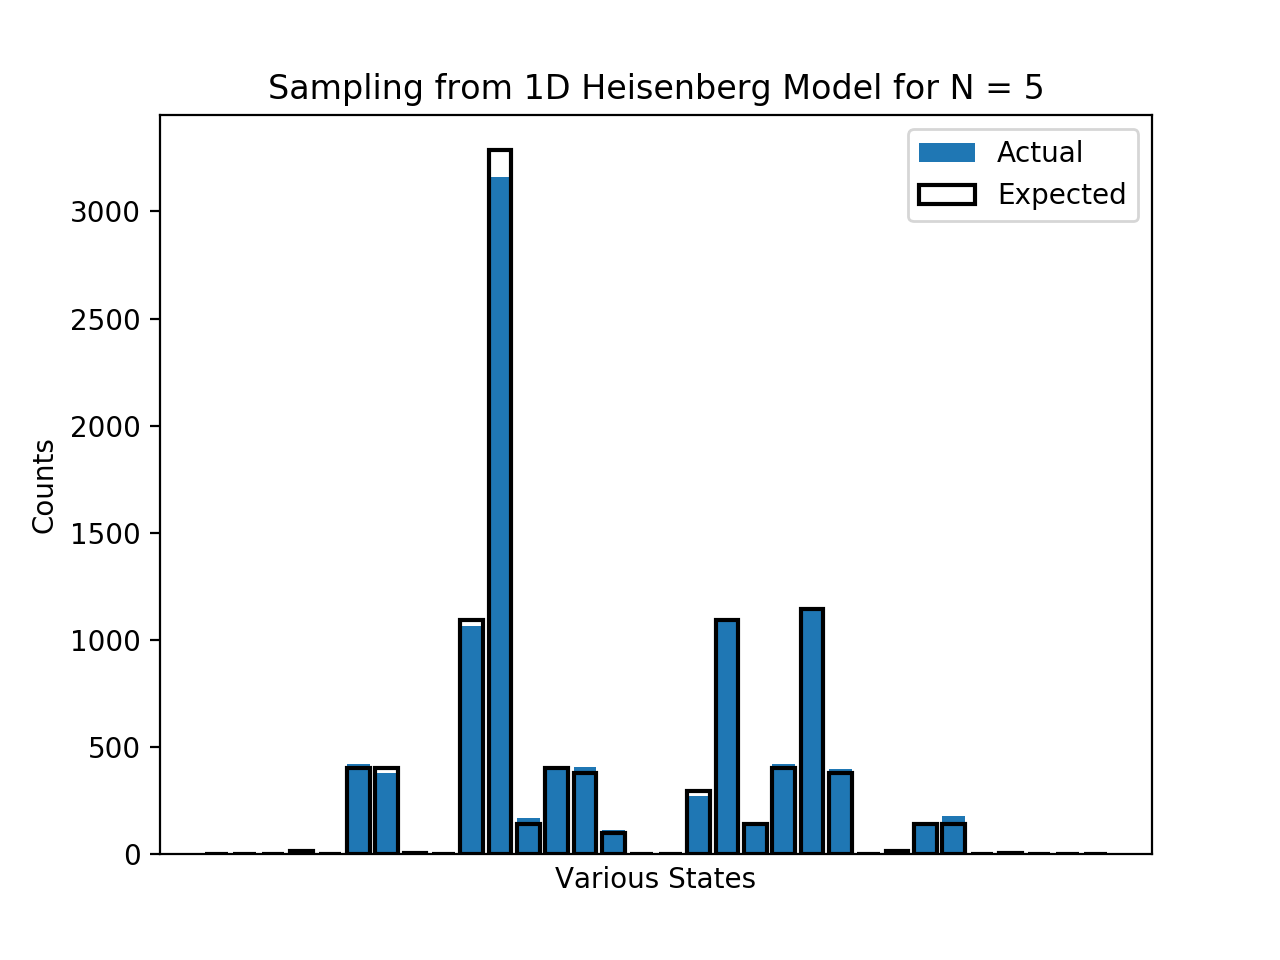 Sampling from 1D Heisenberg Model for N = 5
Actual
Expected
3000
2500
2000
1500
1000
500
0
Counts
Various States